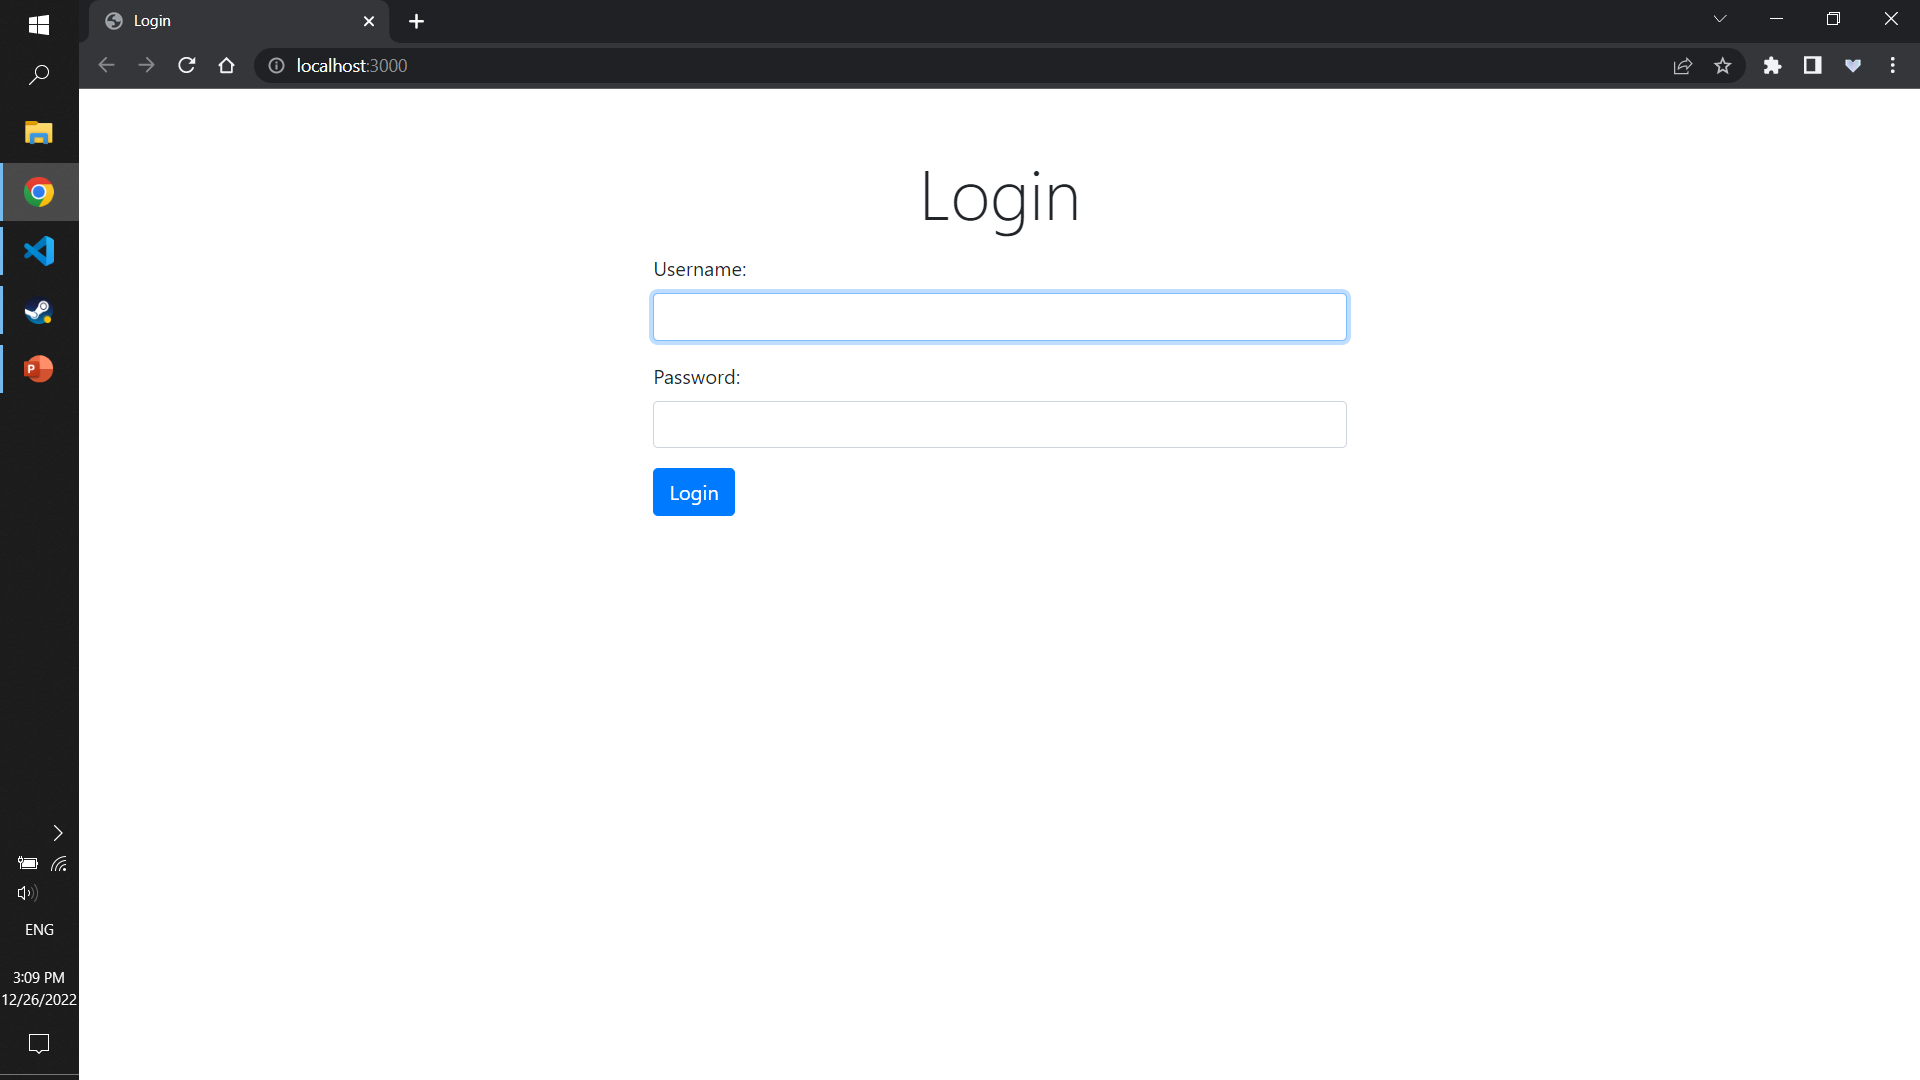 Login
localhost:3000
Login
Username:
Password:
Login
P
ENG
3:09 PM
12/26/2022